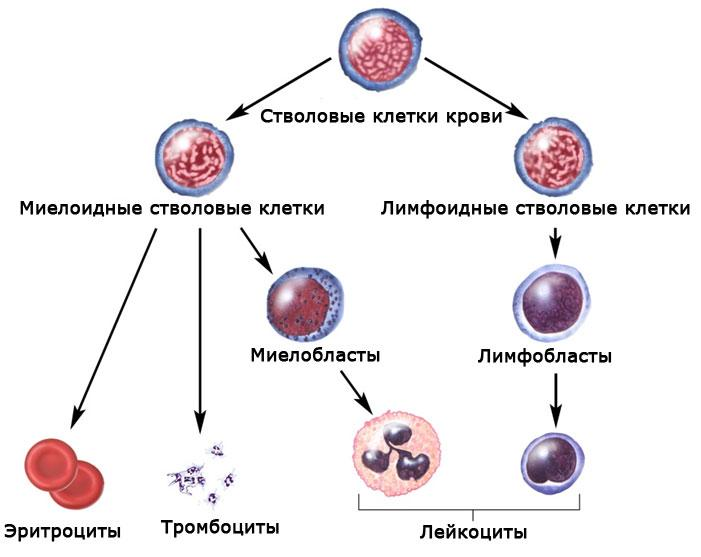 Стволовые клетки крови
Миелоидные стволовые клетки
Лимфоидные стволовые клетки
Миелобласты
Лимфобласты
Эритроциты
Тромбоциты
Лейкоциты